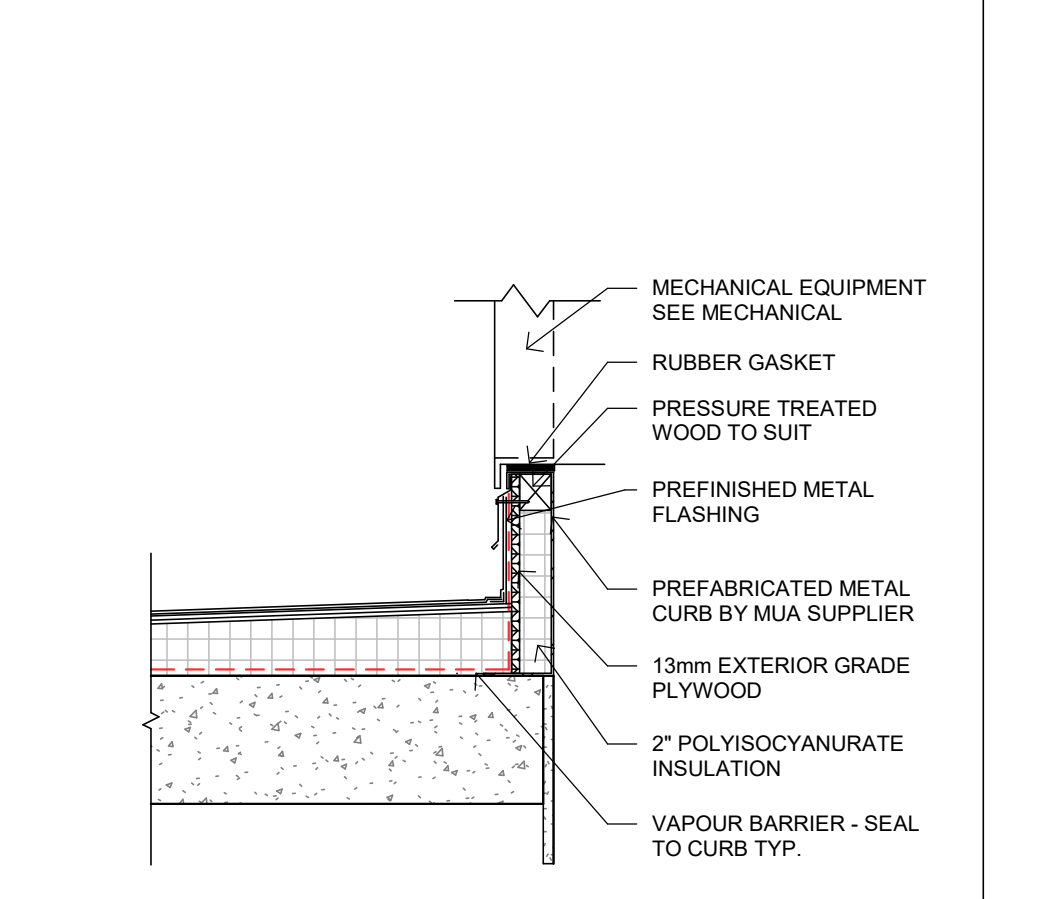 MECHANICAL EQUIPMENT
SEE MECHANICAL
RUBBER GASKET
PRESSURE TREATED
WOOD TO SUIT
PREFINISHED METAL
FLASHING
PREFABRICATED METAL
CURB BY MUA SUPPLIER
13mm EXTERIOR GRADE
PLYWOOD
2" POLYISOCYANURATE
INSULATION
VAPOUR BARRIER - SEAL
TO CURB TYP.